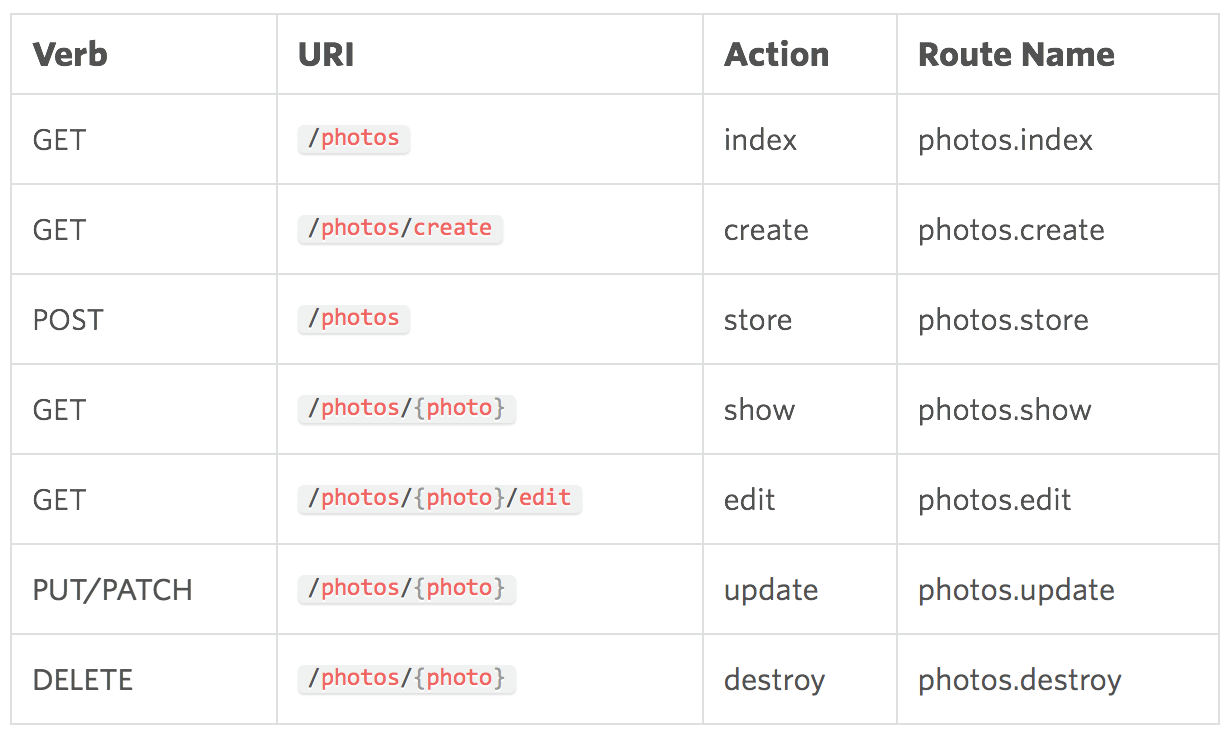 Verb URI Action Route Name
GET /photos index photos.index
GET /photos/create create photos.create
POST /photos store photos.store
GET /photos/{photo} show photos.show
GET /photos/{photo}/edit edit photos.edit
PUT/PATCH /photos/{photo} update photos.update
DELETE /photos/{photo} destroy photos.destroy